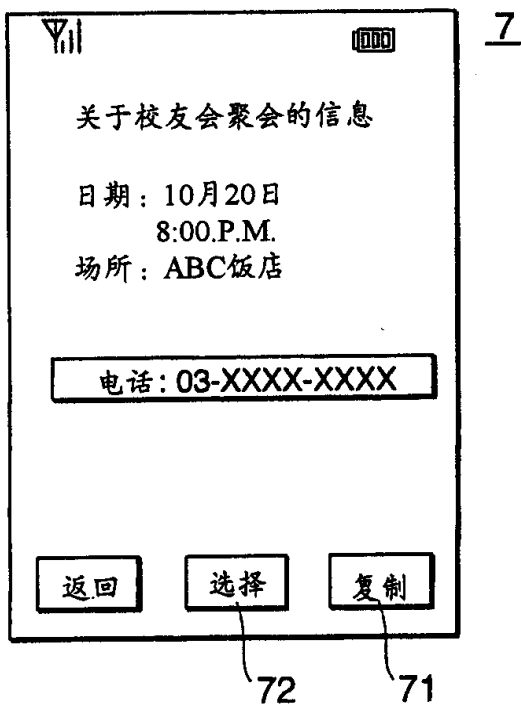 7
关于校友会聚会的信息
日期：10月20日
8:00.P.M.
场所：ABC饭店
电话：03-XXXX-XXXX
返回 选择 复制
72 71